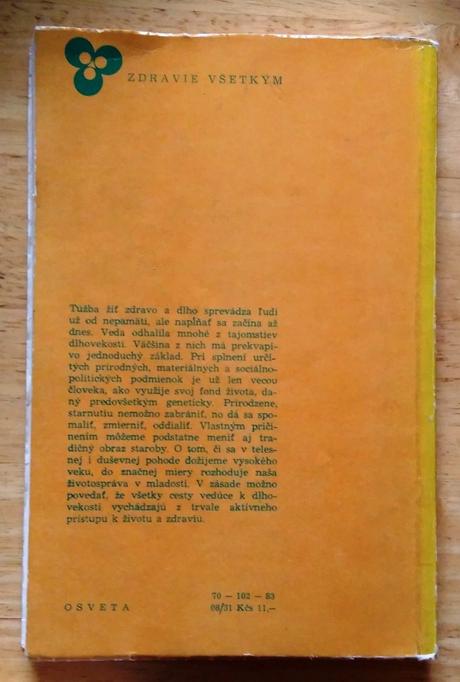 ZDRAVIE VŠETKÝM
Túžba žiť zdravo a dlho sprevádza ľudí
už od nepamäti, ale napĺňať sa začína až
dnes. Veda odhalila mnohé z tajomstiev
dlhovekosti. Väčšina z nich má prekvapi-
vo jednoduchý základ. Pri splnení urči-
tých prírodných, materiálnych a sociálno-
politických podmienok je už len vecou
človeka, ako využije svoj fond života, da-
ný predovšetkým geneticky. Prirodzene,
starnutiu nemožno zabrániť, no dá sa spo-
maliť, zmierniť, oddialiť. Vlastným priči-
nením môžeme podstatne meniť aj tra-
dičný obraz staroby. O tom, či sa v teles-
nej i duševnej pohode dožijeme vysokého
veku, do značnej miery rozhoduje naša
životospráva v mladosti. V zásade možno
povedať, že všetky cesty vedúce k dlho-
vekosti vychádzajú z trvale aktívneho
prístupu k životu a zdraviu.
70 — 102 — 83
OSVETA 08/31 Kčs 11,—